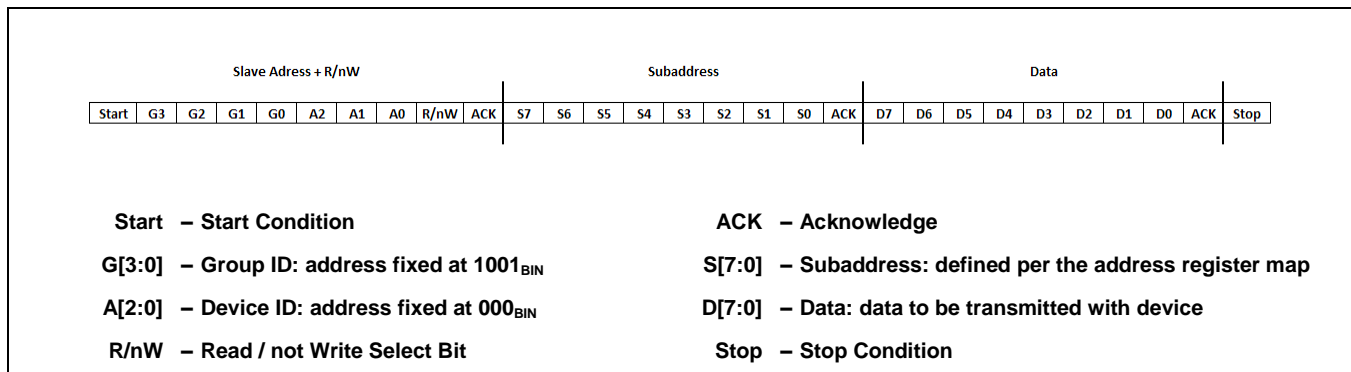 Slave Adress + R/nW Subaddress Data
Start G3 G2 G1 G0 A2 A1 A0 R/nW ACK S7 S6 S5 S4 S3 S2 S1 S0 ACK D7 D6 D5 D4 D3 D2 D1 D0 ACK Stop
Start – Start Condition ACK – Acknowledge
G[3:0] – Group ID: address fixed at 1001BIN S[7:0] – Subaddress: defined per the address register map
A[2:0] – Device ID: address fixed at 000BIN D[7:0] – Data: data to be transmitted with device
R/nW – Read / not Write Select Bit Stop – Stop Condition